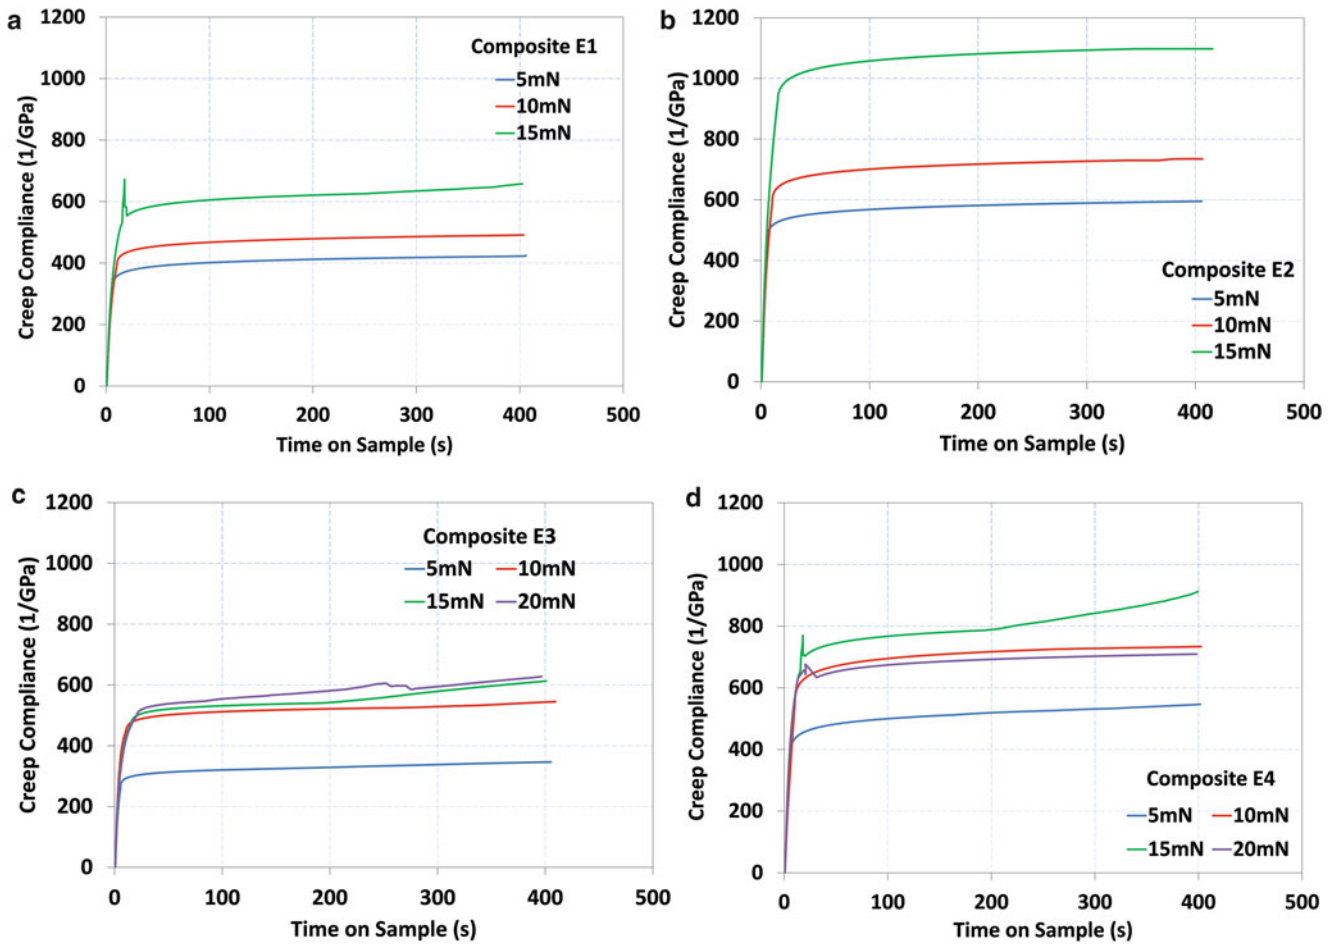 a
1200
1000
800
600
400
200
0
Creep Compliance (1/GPa)
Composite E1
5mN
10mN
15mN
0 100 200 300 400 500
Time on Sample (s)
b
1200
1000
800
600
400
200
0
Creep Compliance (1/GPa)
Composite E2
5mN
10mN
15mN
0 100 200 300 400 500
Time on Sample (s)
c
1200
1000
800
600
400
200
0
Creep Compliance (1/GPa)
Composite E3
5mN 10mN
15mN 20mN
0 100 200 300 400 500
Time on Sample (s)
d
1200
1000
800
600
400
200
0
Creep Compliance (1/GPa)
Composite E4
5mN 10mN
15mN 20mN
0 100 200 300 400 500
Time on Sample (s)